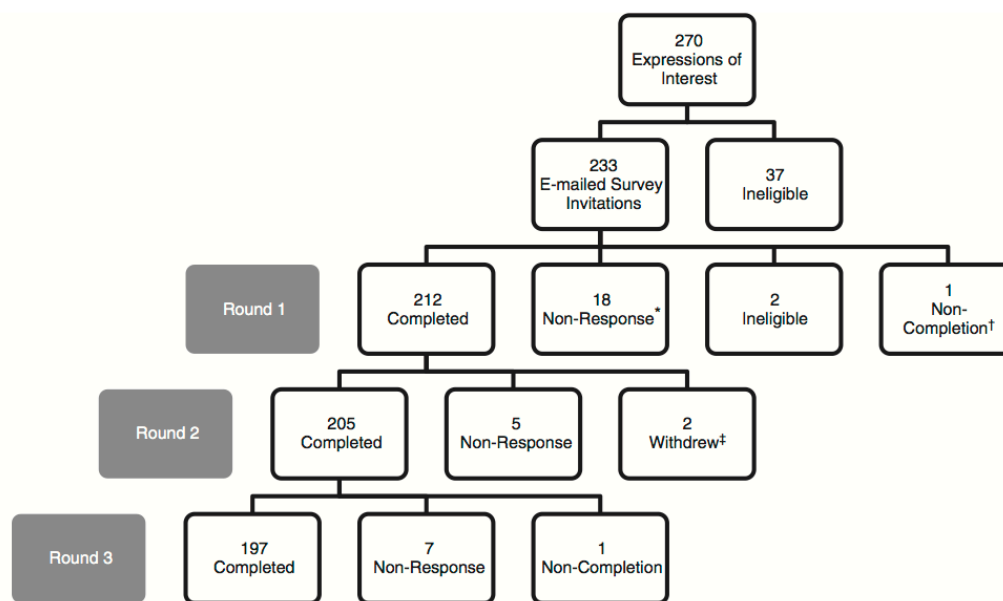 270
Expressions of
Interest
233
E-mailed Survey
Invitations
37
Ineligible
Round 1
212
Completed
18
Non-Response*
2
Ineligible
1
Non-
Completion†
Round 2
205
Completed
5
Non-Response
2
Withdrew‡
Round 3
197
Completed
7
Non-Response
1
Non-Completion